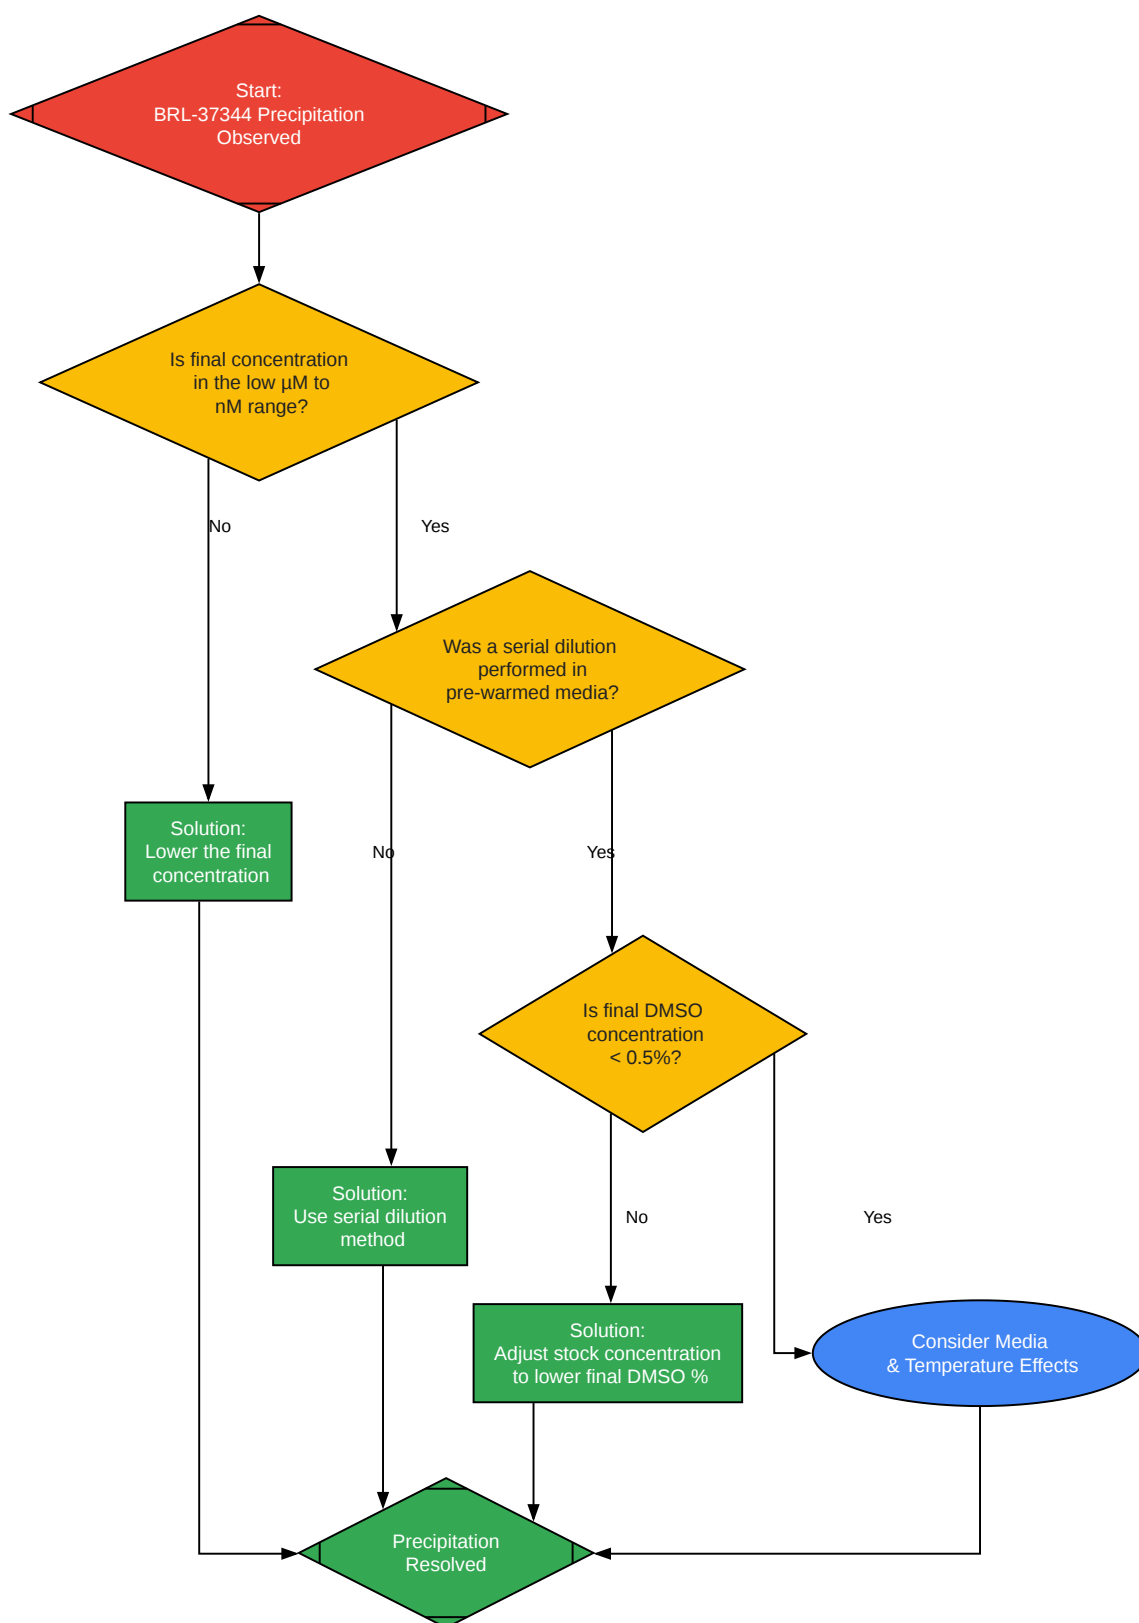 Start:
BRL-37344 Precipitation
Observed
Is final concentration
in the low µM to
nM range?
No
Yes
Was a serial dilution
performed in
pre-warmed media?
Solution:
Lower the final
concentration
No
Yes
Is final DMSO
concentration
< 0.5%?
Solution:
Use serial dilution
method
No
Yes
Solution:
Adjust stock concentration
to lower final DMSO %
Consider Media
& Temperature Effects
Precipitation
Resolved